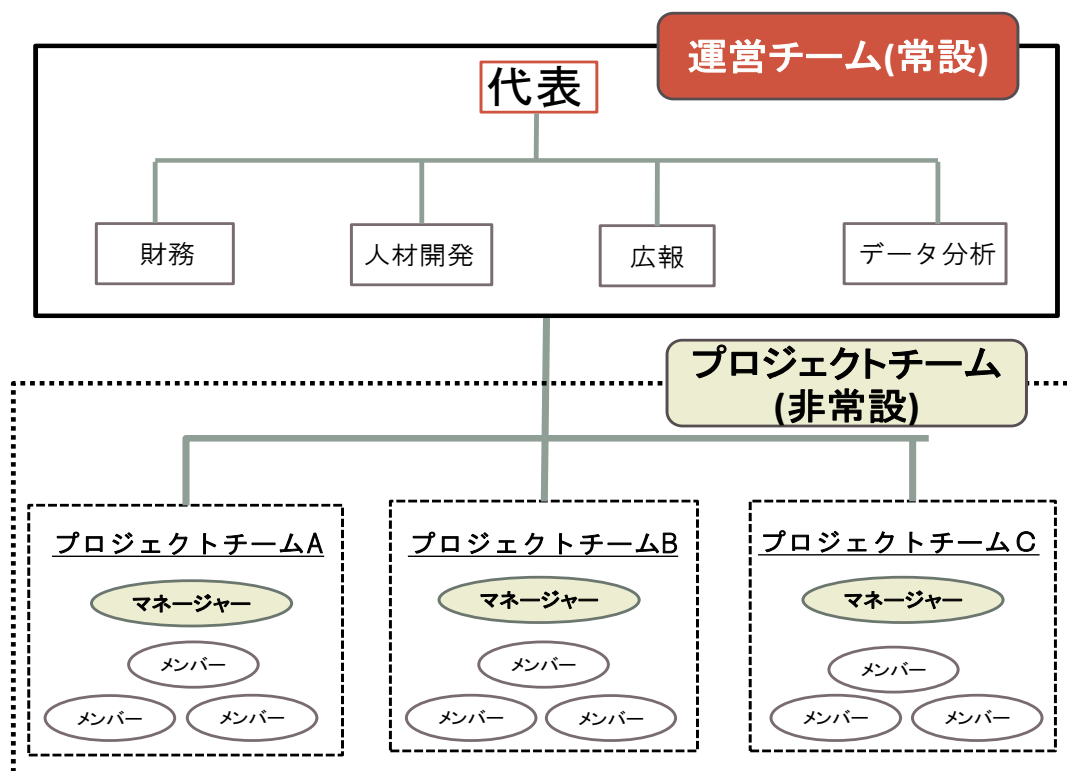 運営チーム(常設)
代表
財務
人材開発
広報
データ分析
プロジェクトチーム
(非常設)
プロジェクトチームA
マネージャー
メンバー
メンバー
メンバー
プロジェクトチームB
マネージャー
メンバー
メンバー
メンバー
プロジェクトチームC
マネージャー
メンバー
メンバー
メンバー